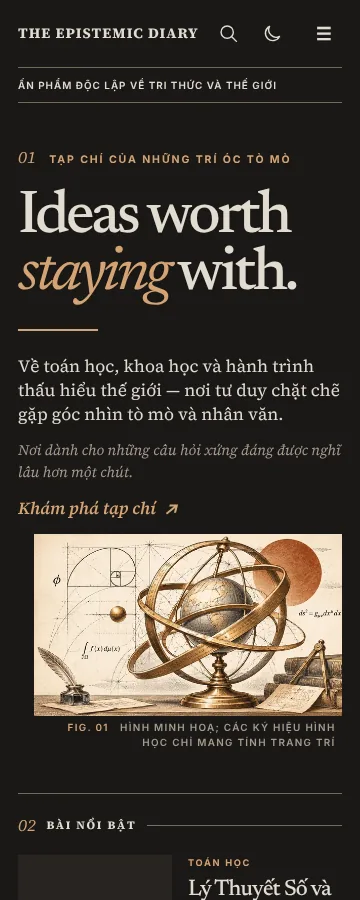 THE EPISTEMIC DIARY
ẤN PHẨM ĐỘC LẬP VỀ TRI THỨC VÀ THẾ GIỚI
01 TẠP CHÍ CỦA NHỮNG TRÍ ÓC TÒ MÒ
Ideas worth
staying with.
Về toán học, khoa học và hành trình
thấu hiểu thế giới — nơi tư duy chặt chẽ
gặp góc nhìn tò mò và nhân văn.
Nơi dành cho những câu hỏi xứng đáng được nghĩ
lâu hơn một chút.
Khám phá tạp chí ↗
ϕ
∫ f(x)dμ(x)
FIG. 01 HÌNH MINH HOẠ; CÁC KÝ HIỆU HÌNH
HỌC CHỈ MANG TÍNH TRANG TRÍ
02 BÀI NỔI BẬT
TOÁN HỌC
Lý Thuyết Số và